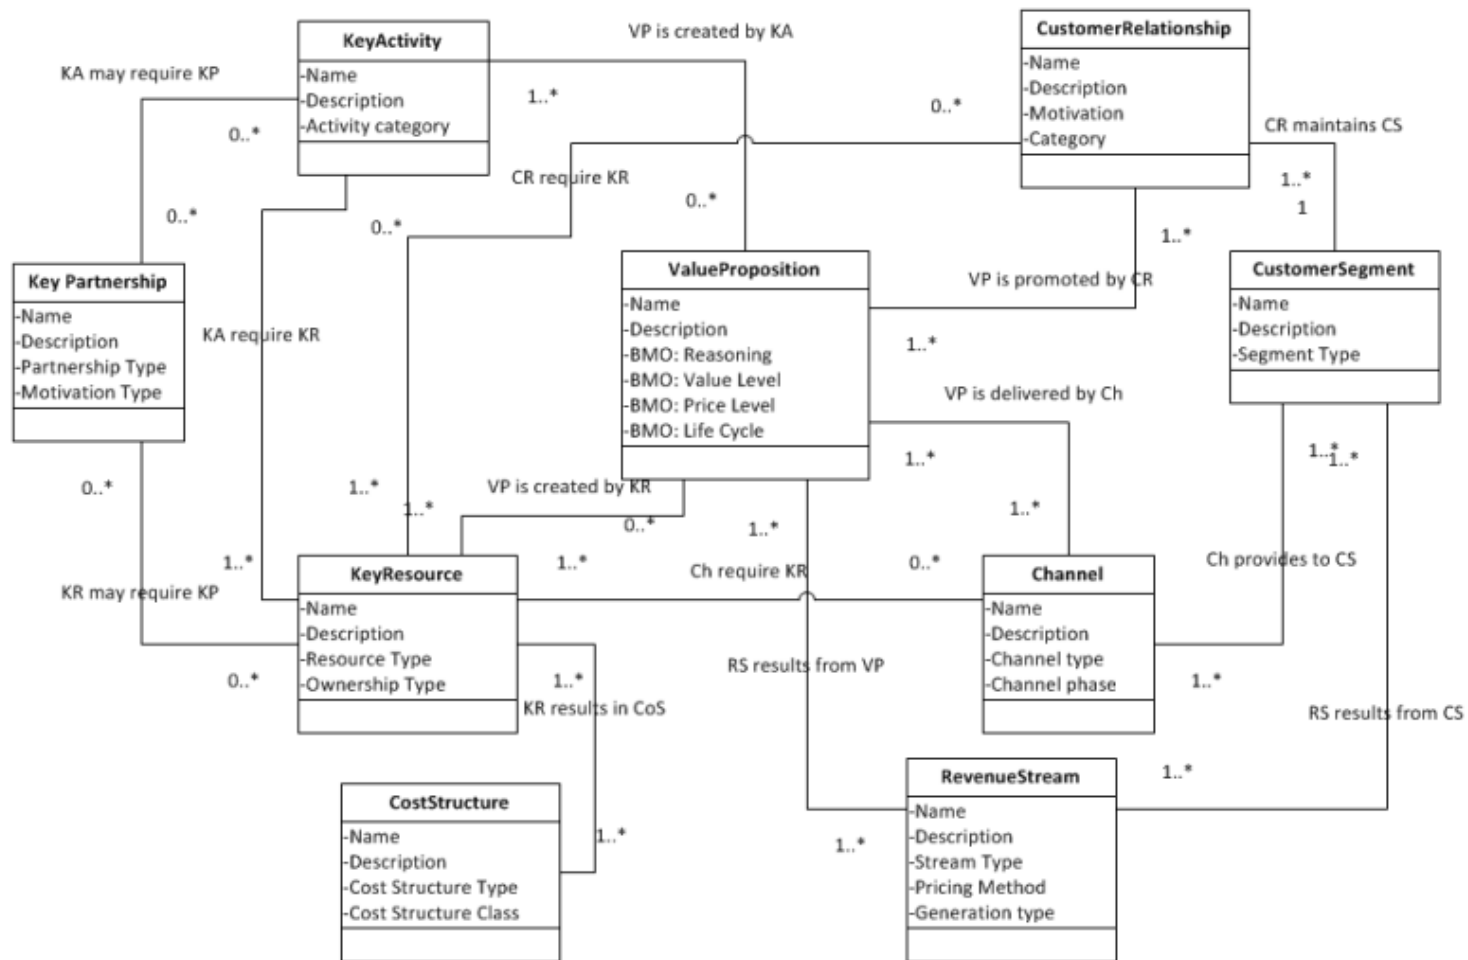 KeyActivity
-Name
-Description
-Activity category
VP is created by KA
CustomerRelationship
-Name
-Description
-Motivation
-Category
KA may require KP
1..*
0..*
0..*
CR maintains CS
CR require KR
1..*
1
0..*
0..*
0..*
1..*
Key Partnership
-Name
-Description
-Partnership Type
-Motivation Type
ValueProposition
-Name
-Description
-BMO: Reasoning
-BMO: Value Level
-BMO: Price Level
-BMO: Life Cycle
VP is promoted by CR
CustomerSegment
-Name
-Description
-Segment Type
KA require KR
1..*
VP is delivered by Ch
1..*
1..*
1..*
0..*
1..*
1..*
VP is created by KR
0..*
1..*
1..*
1..*
KeyResource
-Name
-Description
-Resource Type
-Ownership Type
1..*
Ch require KR
0..*
Channel
-Name
-Description
-Channel type
-Channel phase
Ch provides to CS
KR may require KP
0..*
1..*
KR results in CoS
RS results from VP
1..*
RS results from CS
CostStructure
-Name
-Description
-Cost Structure Type
-Cost Structure Class
1..*
1..*
RevenueStream
-Name
-Description
-Stream Type
-Pricing Method
-Generation type
1..*